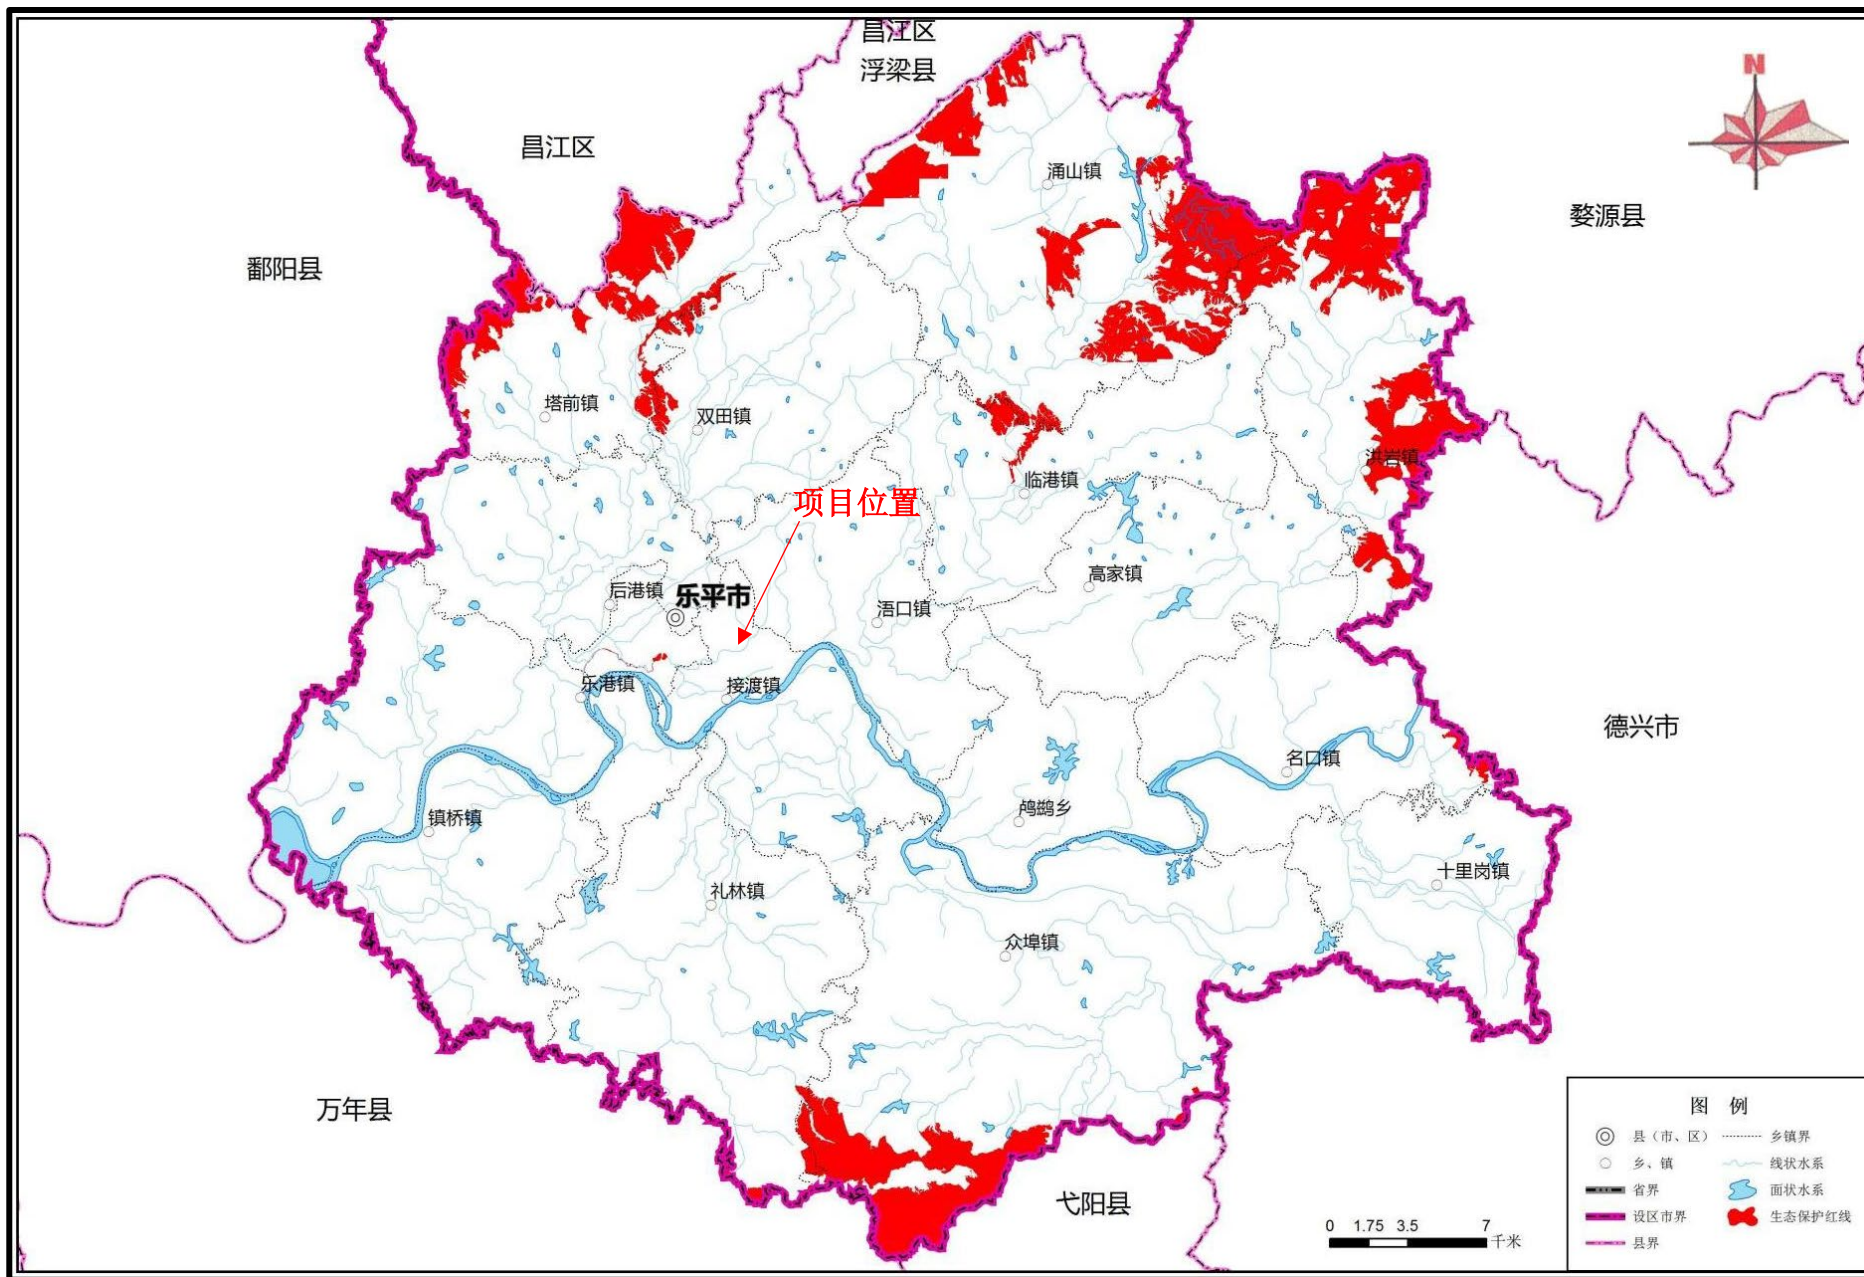 昌江区
浮梁县
N
昌江区
涌山镇
婺源县
鄱阳县
塔前镇
双田镇
洪岩镇
临港镇
项目位置
高家镇
后港镇
乐平市
浯口镇
乐港镇
接渡镇
德兴市
名口镇
镇桥镇
鸬鹚乡
十里岗镇
礼林镇
众埠镇
万年县
弋阳县
图 例
县（市、区）
乡镇界
乡、镇
线状水系
省界
面状水系
设区市界
生态保护红线
县界
0 1.75 3.5 7
千米